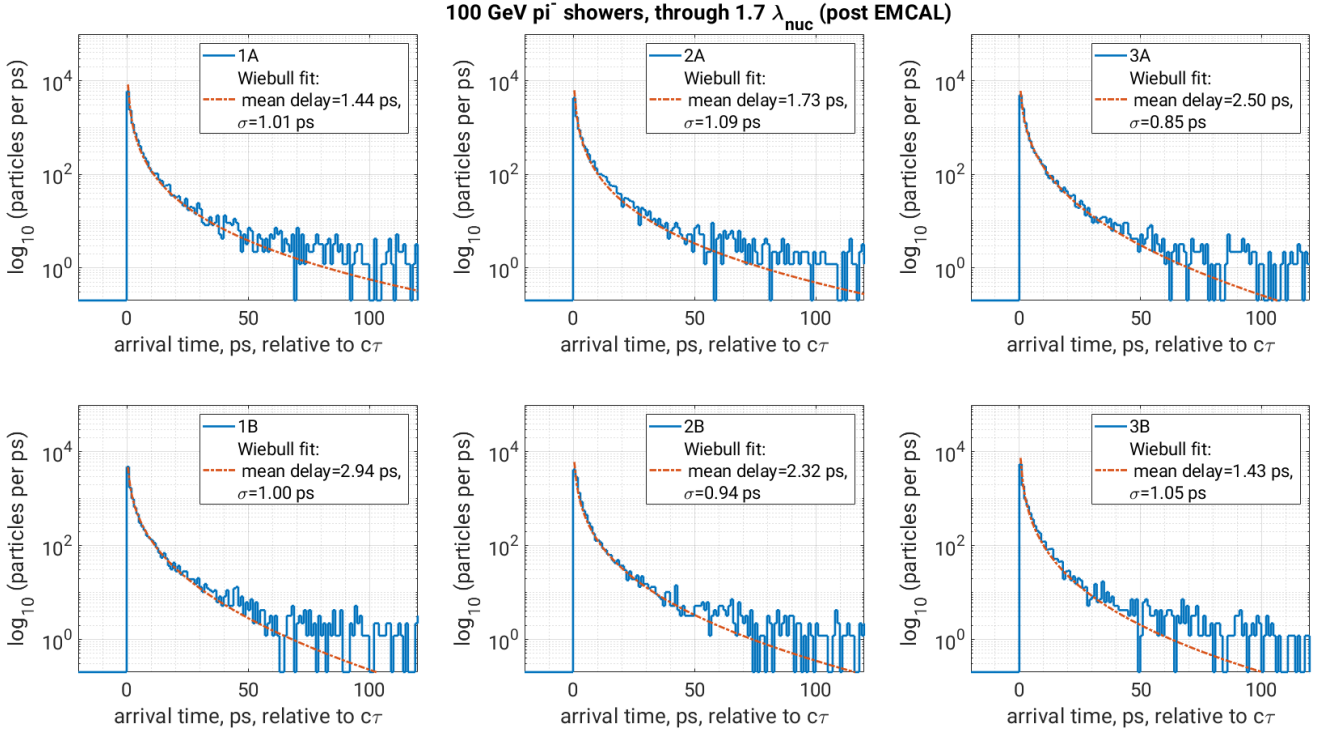 100 GeV pi⁻ showers, through 1.7 λ_nuc (post EMCAL)
1A
Wiebull fit:
mean delay=1.44 ps,
σ=1.01 ps
10⁴
10²
10⁰
log₁₀ (particles per ps)
0 50 100
arrival time, ps, relative to cτ
2A
Wiebull fit:
mean delay=1.73 ps,
σ=1.09 ps
10⁴
10²
10⁰
log₁₀ (particles per ps)
0 50 100
arrival time, ps, relative to cτ
3A
Wiebull fit:
mean delay=2.50 ps,
σ=0.85 ps
10⁴
10²
10⁰
log₁₀ (particles per ps)
0 50 100
arrival time, ps, relative to cτ
1B
Wiebull fit:
mean delay=2.94 ps,
σ=1.00 ps
10⁴
10²
10⁰
log₁₀ (particles per ps)
0 50 100
arrival time, ps, relative to cτ
2B
Wiebull fit:
mean delay=2.32 ps,
σ=0.94 ps
10⁴
10²
10⁰
log₁₀ (particles per ps)
0 50 100
arrival time, ps, relative to cτ
3B
Wiebull fit:
mean delay=1.43 ps,
σ=1.05 ps
10⁴
10²
10⁰
log₁₀ (particles per ps)
0 50 100
arrival time, ps, relative to cτ